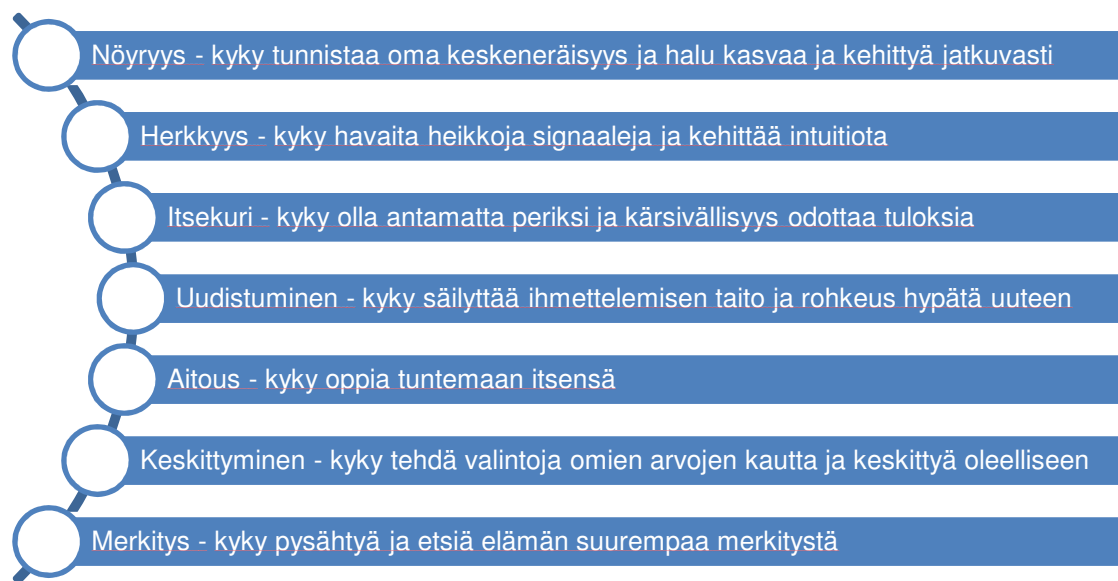 Nöyryys - kyky tunnistaa oma keskeneräisyys ja halu kasvaa ja kehittyä jatkuvasti
Herkkyys - kyky havaita heikkoja signaaleja ja kehittää intuitiota
Itsekuri - kyky olla antamatta periksi ja kärsivällisyys odottaa tuloksia
Uudistuminen - kyky säilyttää ihmettelemisen taito ja rohkeus hypätä uuteen
Aitous - kyky oppia tuntemaan itsensä
Keskittyminen - kyky tehdä valintoja omien arvojen kautta ja keskittyä oleelliseen
Merkitys - kyky pysähtyä ja etsiä elämän suurempaa merkitystä